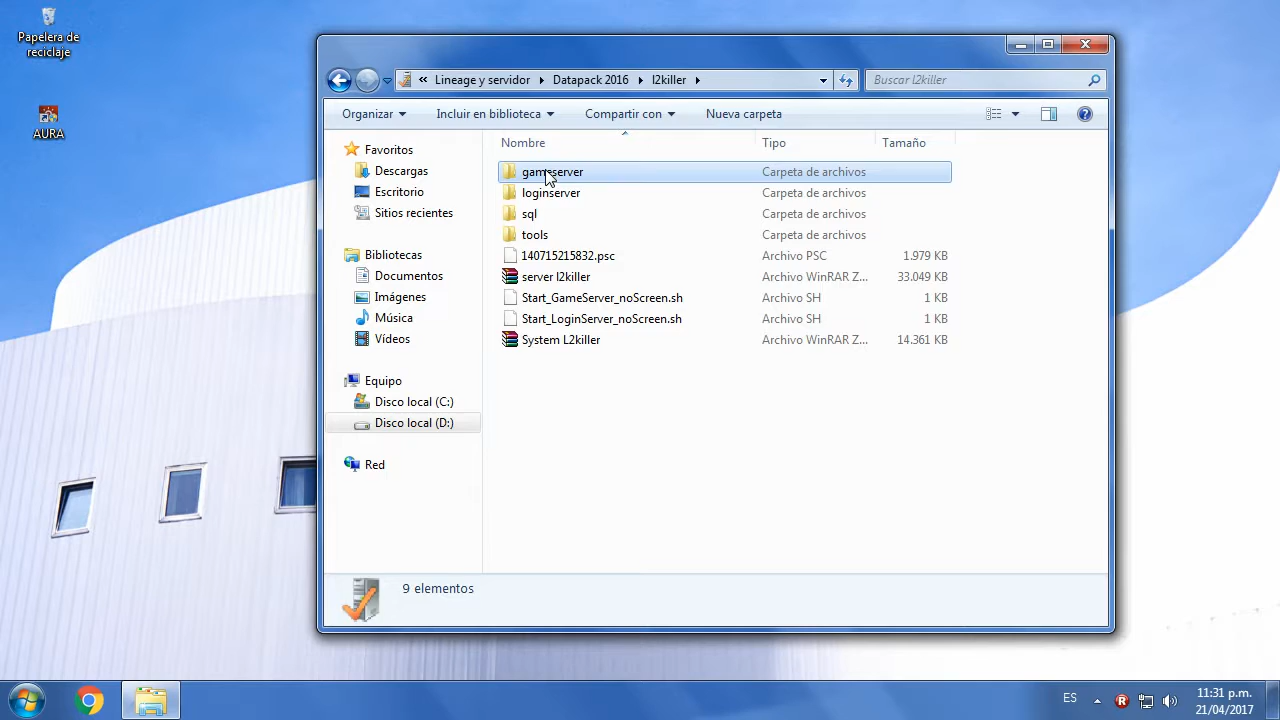 Papelera de
reciclaje
AURA
« Lineage y servidor Datapack 2016 l2killer
Buscar l2killer
Organizar Incluir en biblioteca Compartir con Nueva carpeta
Nombre Tipo Tamaño
Favoritos
Descargas
Escritorio
Sitios recientes
Bibliotecas
Documentos
Imágenes
Música
Vídeos
Equipo
Disco local (C:)
Disco local (D:)
Red
gameserver Carpeta de archivos
loginserver Carpeta de archivos
sql Carpeta de archivos
tools Carpeta de archivos
140715215832.psc Archivo PSC 1.979 KB
server l2killer Archivo WinRAR Z... 33.049 KB
Start_GameServer_noScreen.sh Archivo SH 1 KB
Start_LoginServer_noScreen.sh Archivo SH 1 KB
System L2killer Archivo WinRAR Z... 14.361 KB
9 elementos
ES
11:31 p.m.
21/04/2017